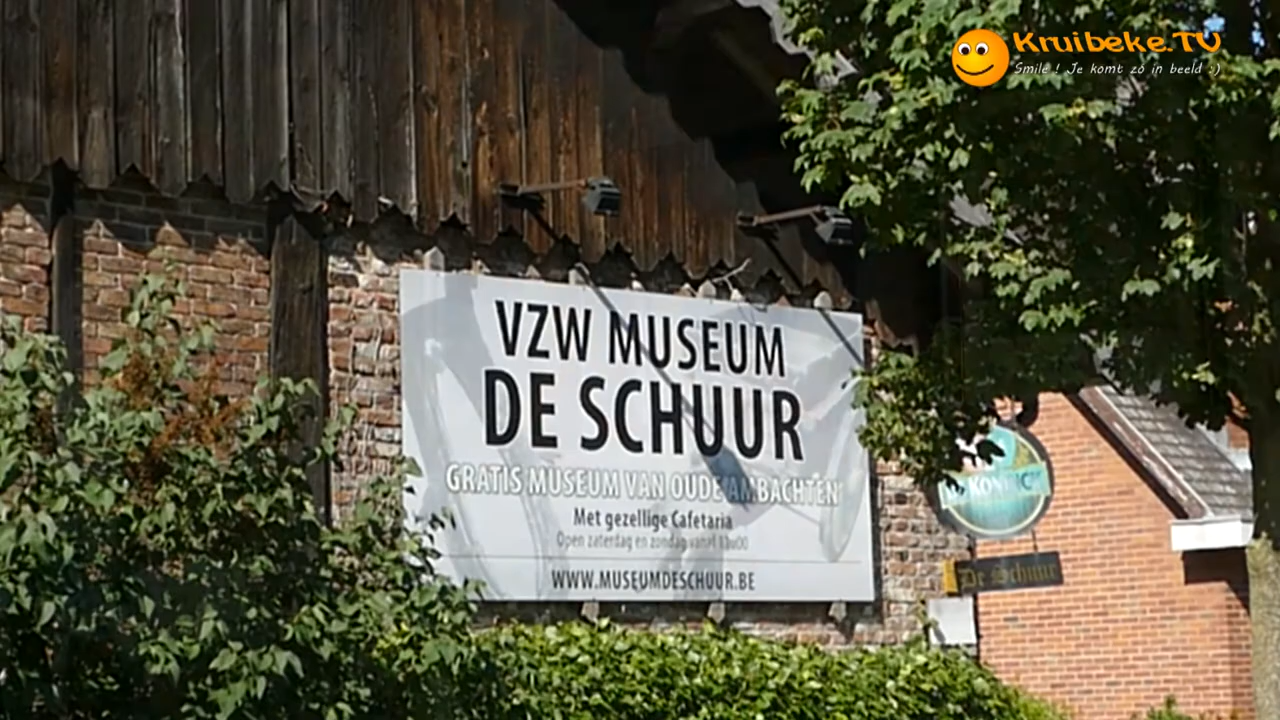 Kruibeke.TV
Smile ! Je komt zó in beeld :)
VZW MUSEUM
DE SCHUUR
GRATIS MUSEUM VAN OUDE AMBACHTEN
Met gezellige Cafetaria
Open zaterdag en zondag vanaf
WWW.MUSEUMDESCHUUR.BE
De Schuur